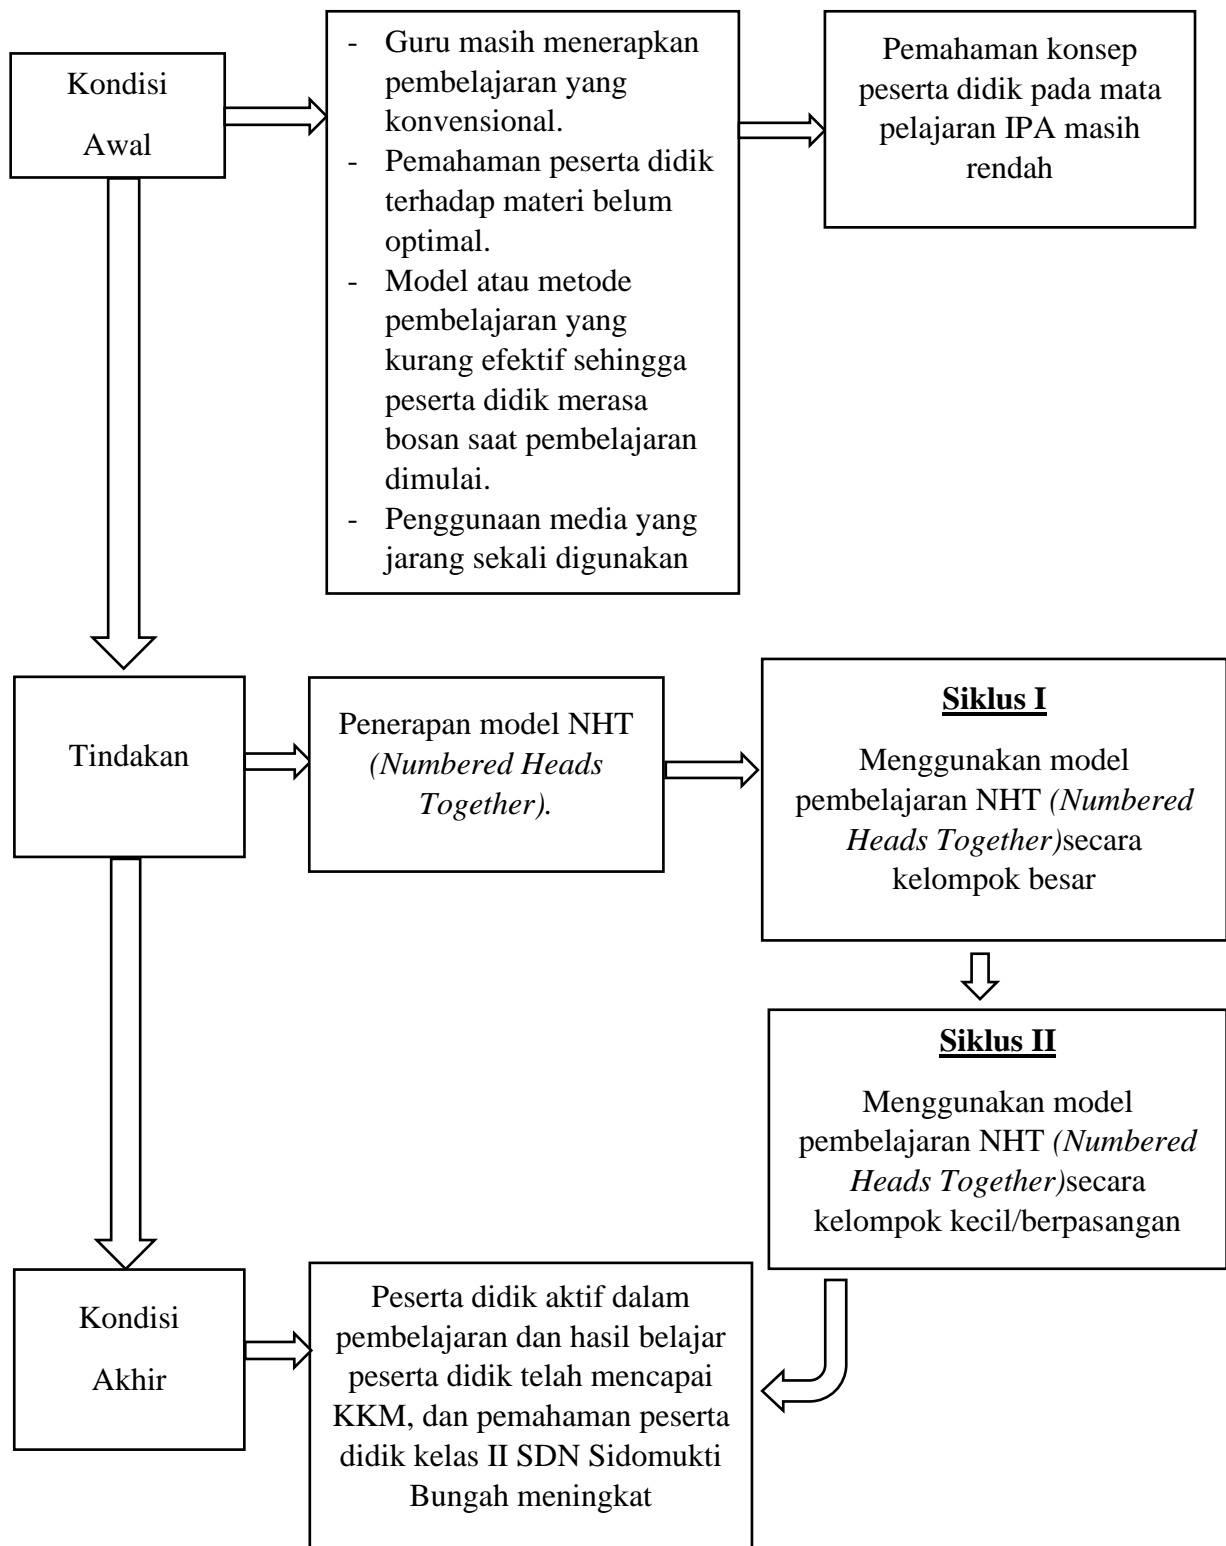 Kondisi
Awal
- Guru masih menerapkan
pembelajaran yang
konvensional.
- Pemahaman peserta didik
terhadap materi belum
optimal.
- Model atau metode
pembelajaran yang
kurang efektif sehingga
peserta didik merasa
bosan saat pembelajaran
dimulai.
- Penggunaan media yang
jarang sekali digunakan
Pemahaman konsep
peserta didik pada mata
pelajaran IPA masih
rendah
Tindakan
Penerapan model NHT
(Numbered Heads
Together).
Siklus I
Menggunakan model
pembelajaran NHT (Numbered
Heads Together)secara
kelompok besar
Siklus II
Menggunakan model
pembelajaran NHT (Numbered
Heads Together)secara
kelompok kecil/berpasangan
Kondisi
Akhir
Peserta didik aktif dalam
pembelajaran dan hasil belajar
peserta didik telah mencapai
KKM, dan pemahaman peserta
didik kelas II SDN Sidomukti
Bungah meningkat